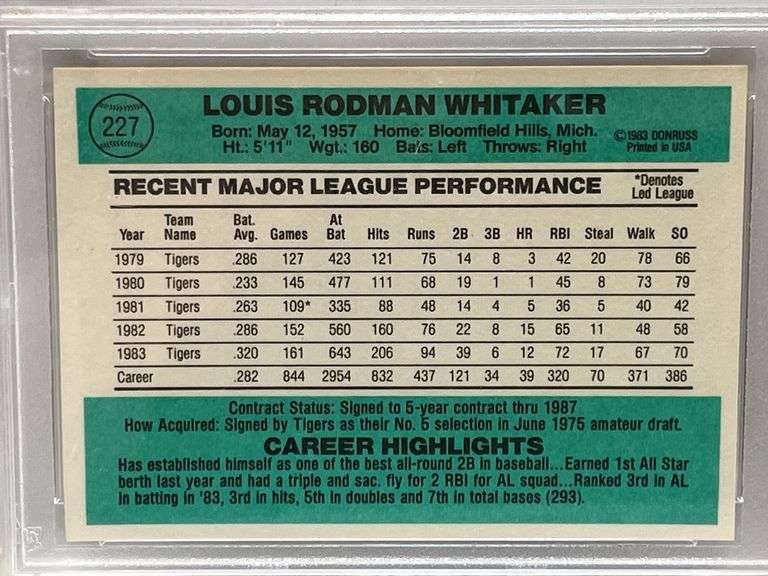 227
LOUIS RODMAN WHITAKER
Born: May 12, 1957 Home: Bloomfield Hills, Mich.
Ht.: 5'11" Wgt.: 160 Bats: Left Throws: Right
©1983 DONRUSS
Printed in USA
RECENT MAJOR LEAGUE PERFORMANCE
*Denotes
Led League
Year Team Name Bat. Avg. Games At Bat Hits Runs 2B 3B HR RBI Steal Walk SO
1979 Tigers .286 127 423 121 75 14 8 3 42 20 78 66
1980 Tigers .233 145 477 111 68 19 1 1 45 8 73 79
1981 Tigers .263 109* 335 88 48 14 4 5 36 5 40 42
1982 Tigers .286 152 560 160 76 22 8 15 65 11 48 58
1983 Tigers .320 161 643 206 94 39 6 12 72 17 67 70
Career .282 844 2954 832 437 121 34 39 320 70 371 386
Contract Status: Signed to 5-year contract thru 1987
How Acquired: Signed by Tigers as their No. 5 selection in June 1975 amateur draft.
CAREER HIGHLIGHTS
Has established himself as one of the best all-round 2B in baseball...Earned 1st All Star
berth last year and had a triple and sac. fly for 2 RBI for AL squad...Ranked 3rd in AL
in batting in '83, 3rd in hits, 5th in doubles and 7th in total bases (293).